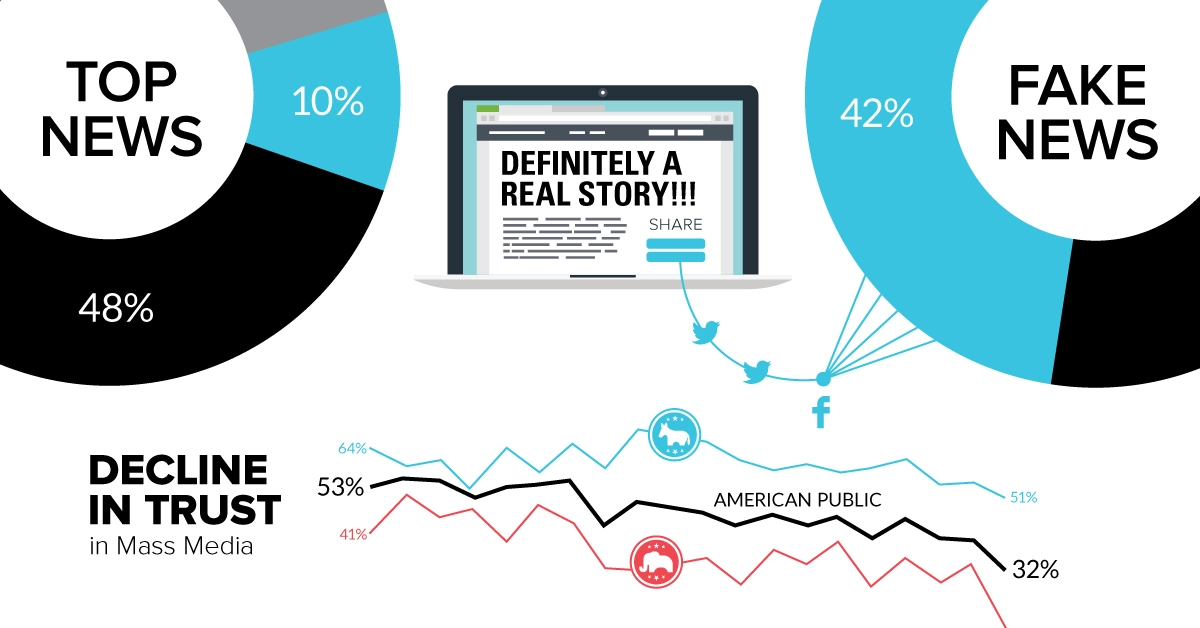 TOP
NEWS
10%
48%
DEFINITELY A
REAL STORY!!!
SHARE
42%
FAKE
NEWS
DECLINE
IN TRUST
in Mass Media
64%
53%
41%
AMERICAN PUBLIC
51%
32%